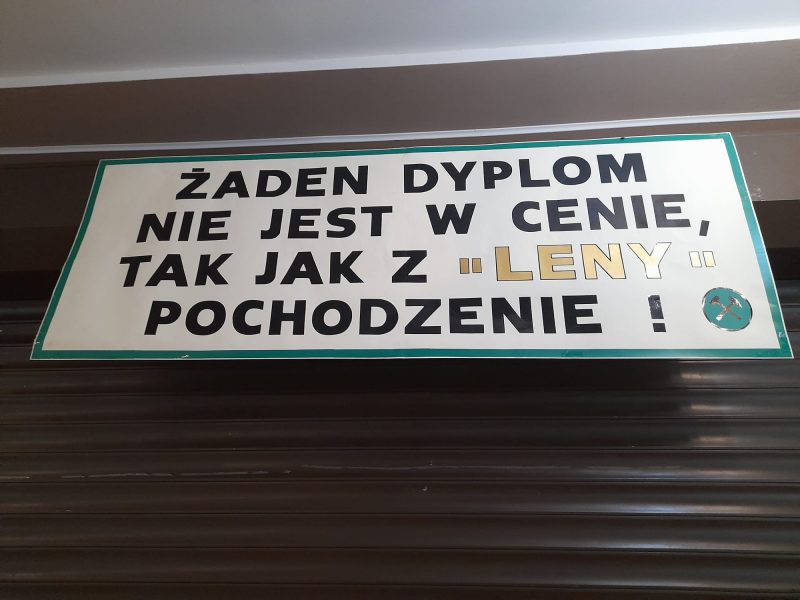 ŻADEN DYPLOM
NIE JEST W CENIE,
TAK JAK Z "LENY"
POCHODZENIE !